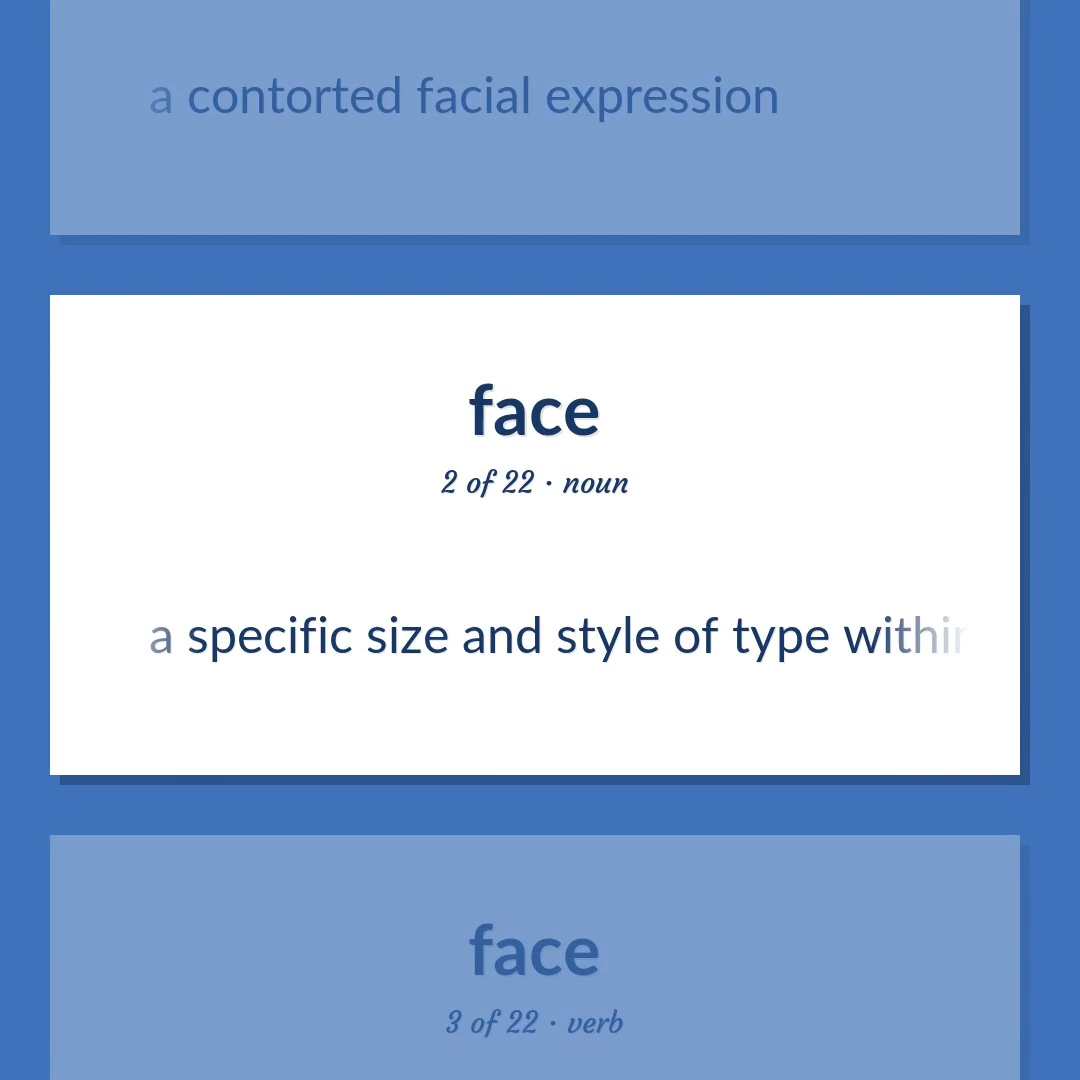 a contorted facial expression
face
2 of 22 · noun
a specific size and style of type within
face
3 of 22 · verb